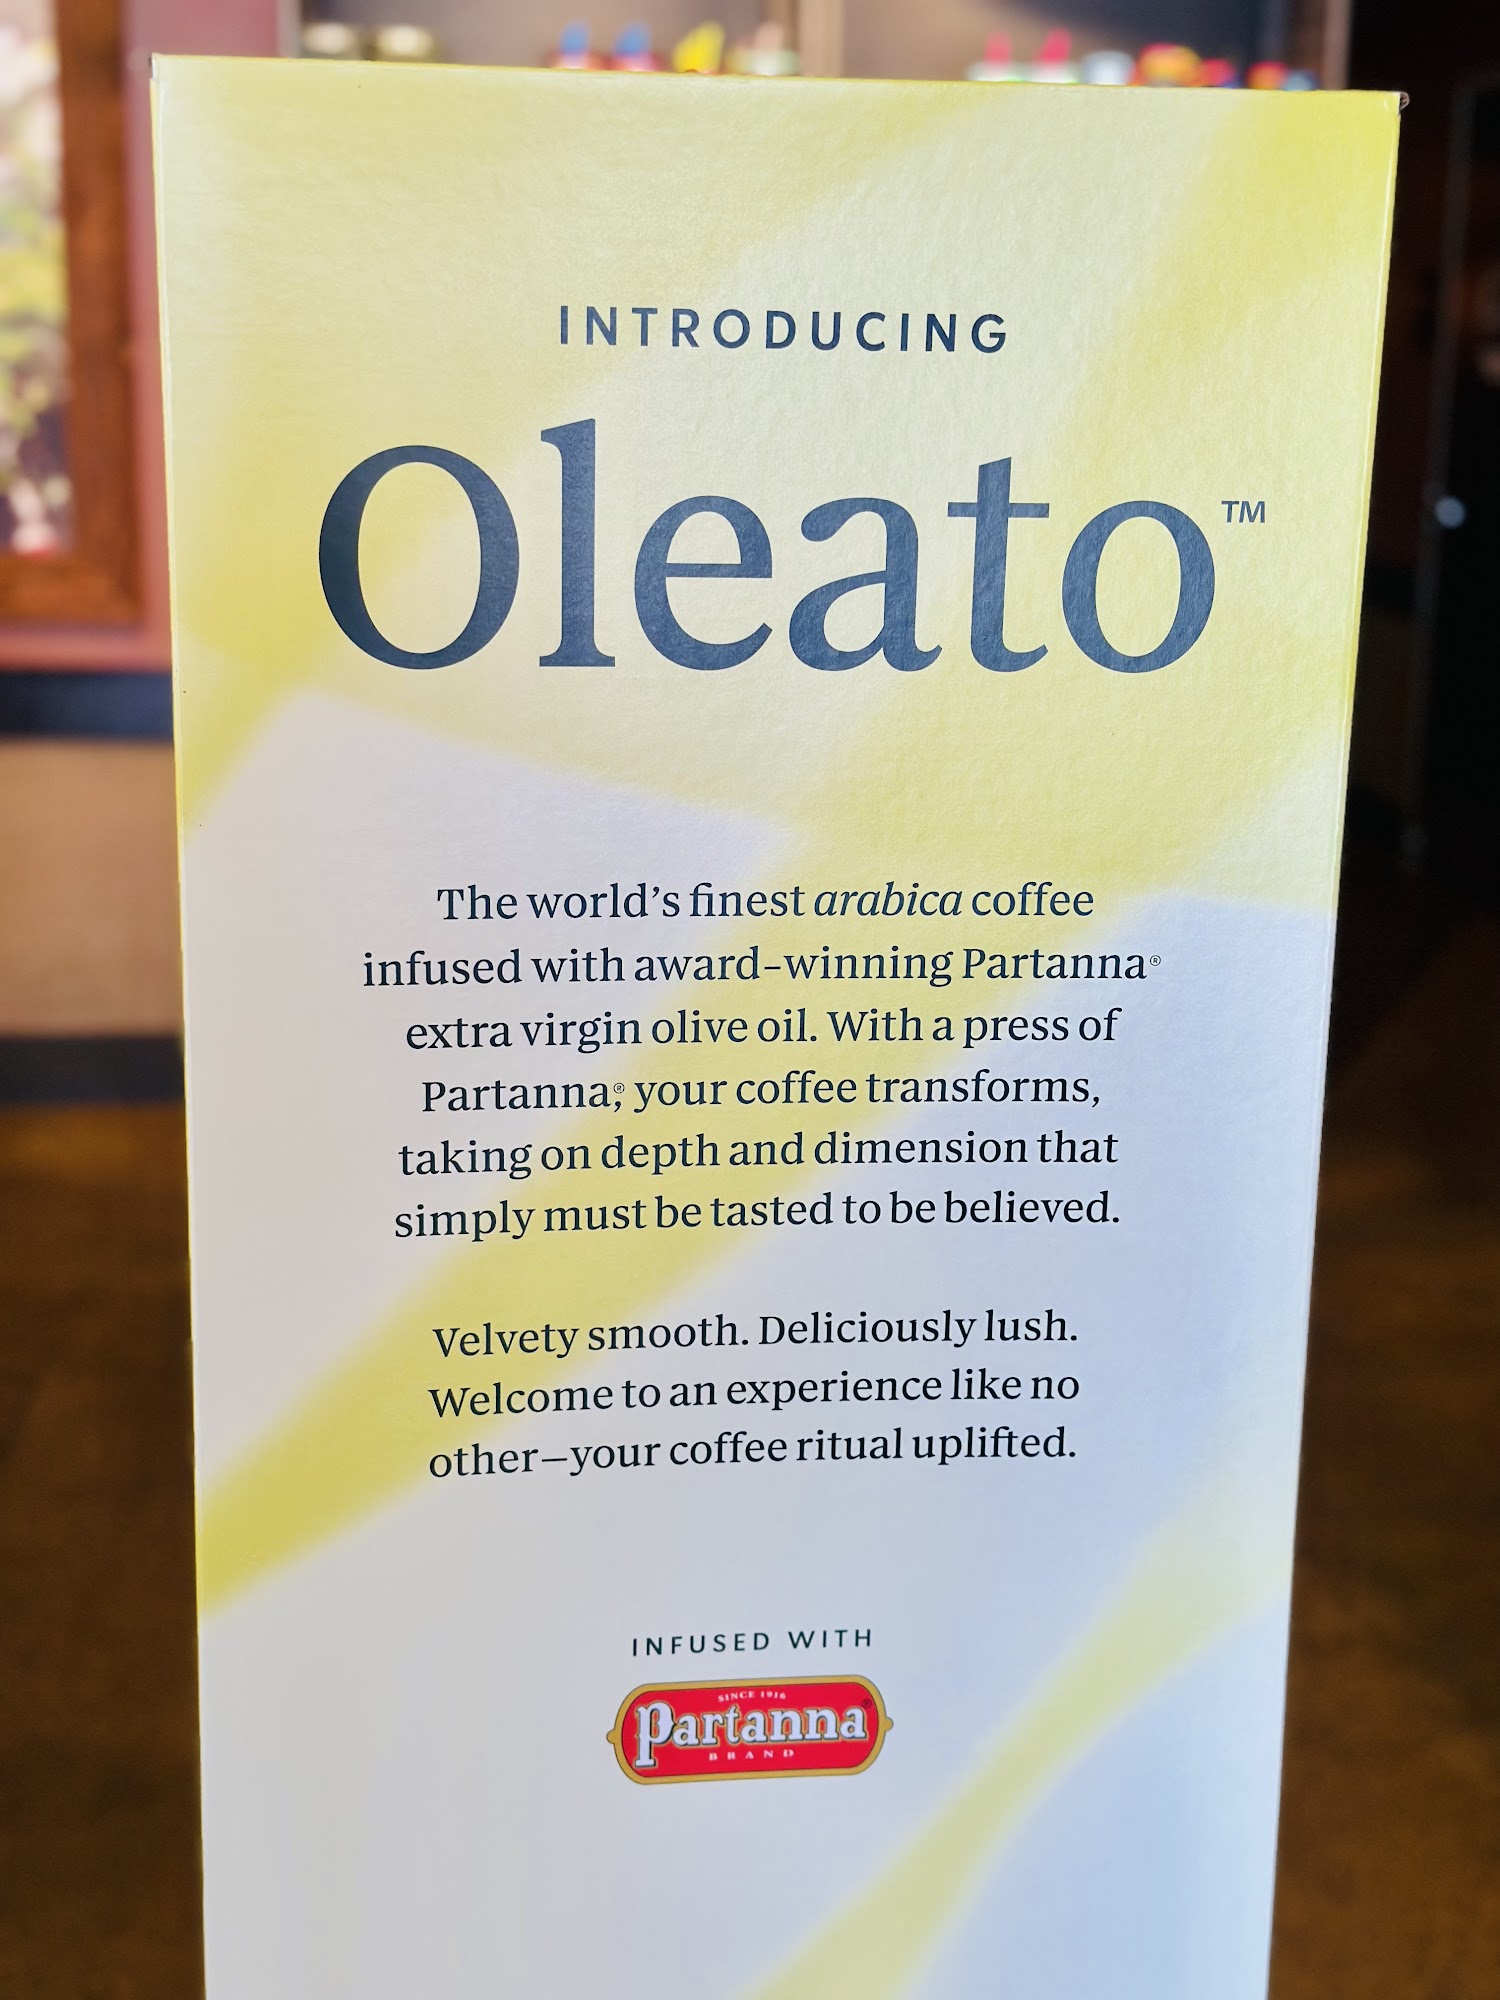 INTRODUCING
Oleato™
The world’s finest arabica coffee
infused with award-winning Partanna®
extra virgin olive oil. With a press of
Partanna,® your coffee transforms,
taking on depth and dimension that
simply must be tasted to be believed.
Velvety smooth. Deliciously lush.
Welcome to an experience like no
other—your coffee ritual uplifted.
INFUSED WITH
SINCE 1916
Partanna®
BRAND